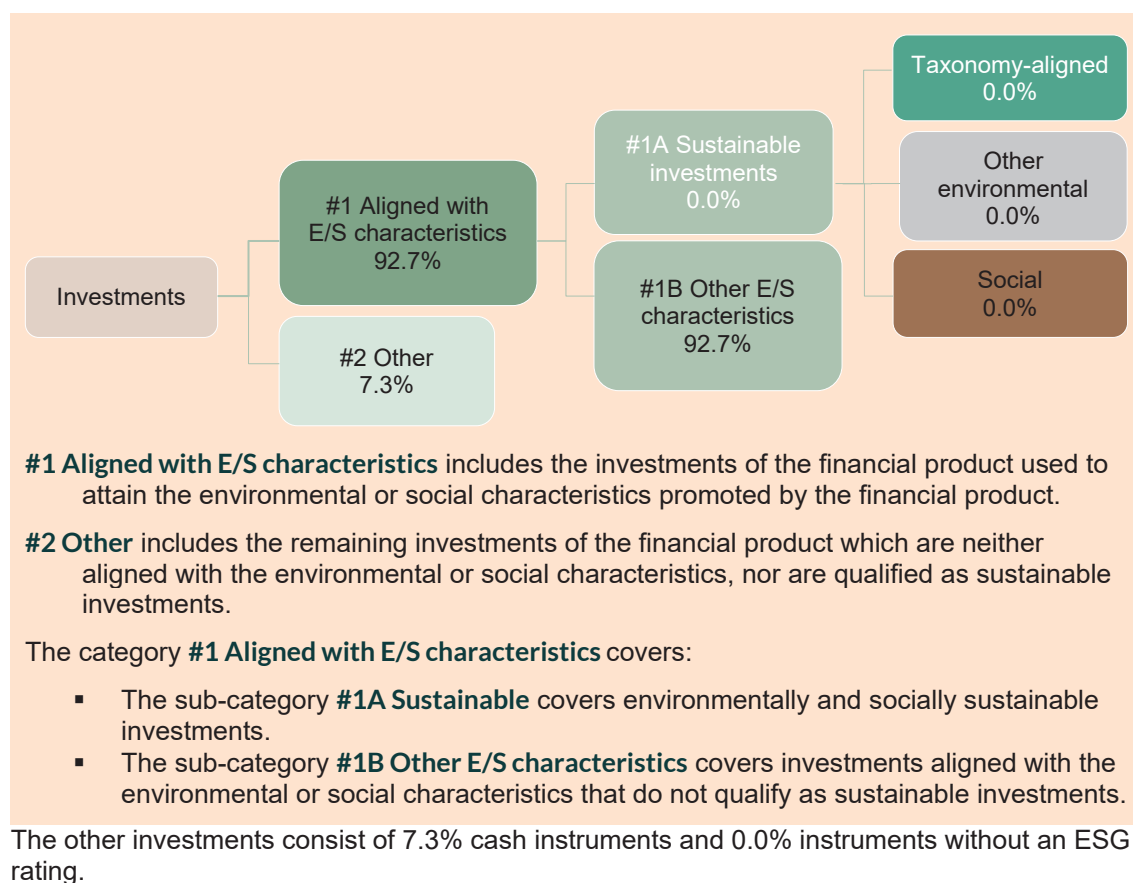 Taxonomy-aligned
0.0%
#1A Sustainable
investments
0.0%
Other
environmental
0.0%
#1 Aligned with
E/S characteristics
92.7%
Investments
#1B Other E/S
characteristics
92.7%
Social
0.0%
#2 Other
7.3%
#1 Aligned with E/S characteristics includes the investments of the financial product used to
attain the environmental or social characteristics promoted by the financial product.
#2 Other includes the remaining investments of the financial product which are neither
aligned with the environmental or social characteristics, nor are qualified as sustainable
investments.
The category #1 Aligned with E/S characteristics covers:
▪ The sub-category #1A Sustainable covers environmentally and socially sustainable
investments.
▪ The sub-category #1B Other E/S characteristics covers investments aligned with the
environmental or social characteristics that do not qualify as sustainable investments.
The other investments consist of 7.3% cash instruments and 0.0% instruments without an ESG
rating.